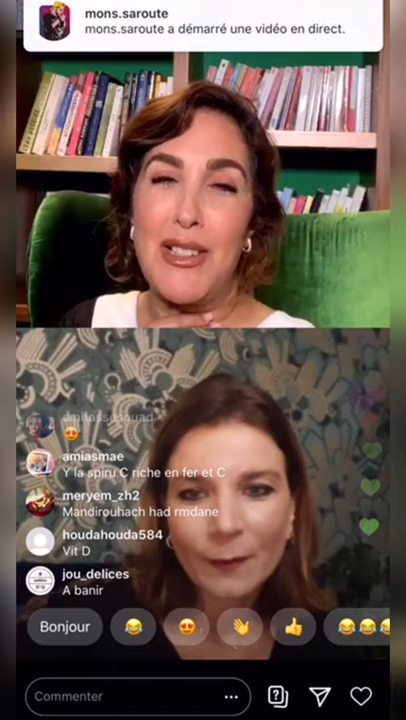 mons.saroute
mons.saroute a démarré une vidéo en direct.
amiasmae
Y la spiru C riche en fer et C
meryem_zh2
Mandirouhach had rmdane
houdahouda584
Vit D
jou_delices
A banir
Bonjour
Commenter